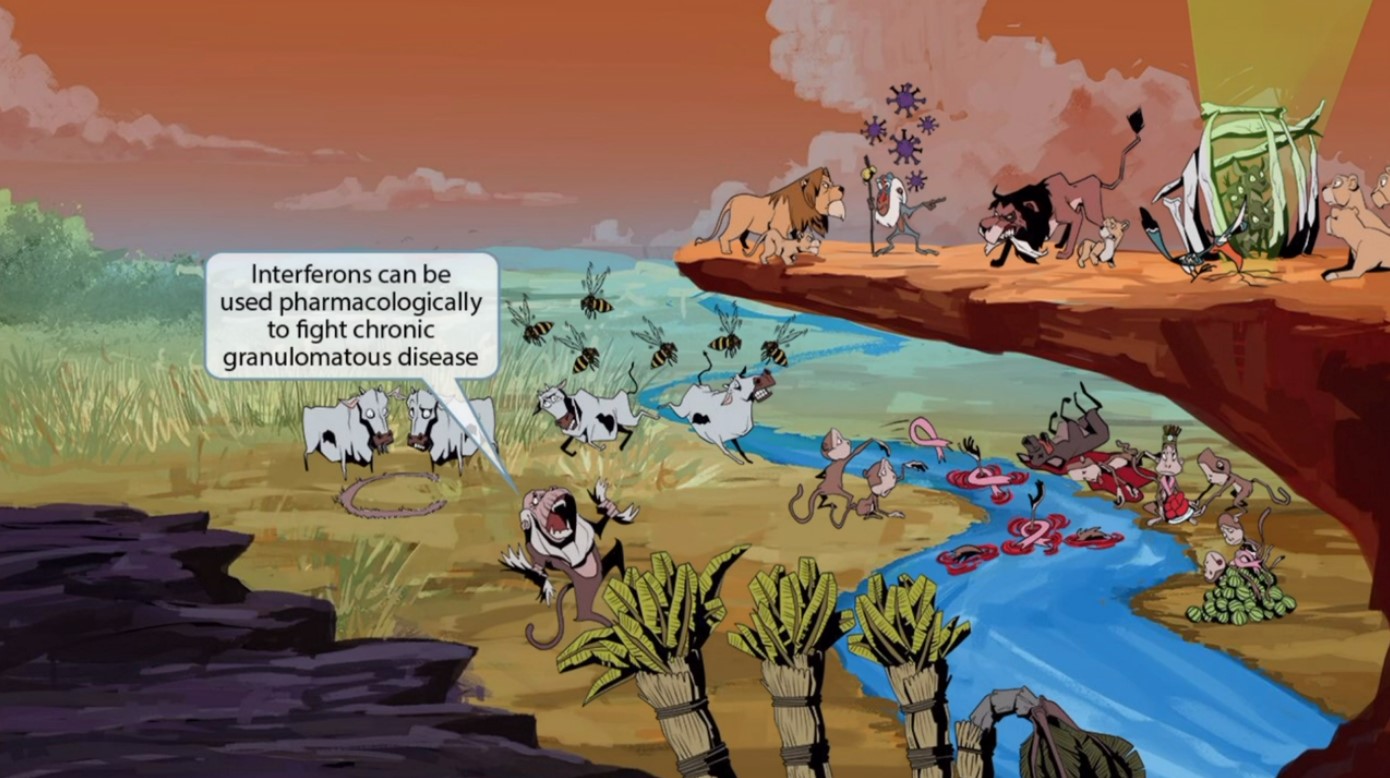 Interferons can be
used pharmacologically
to fight chronic
granulomatous disease